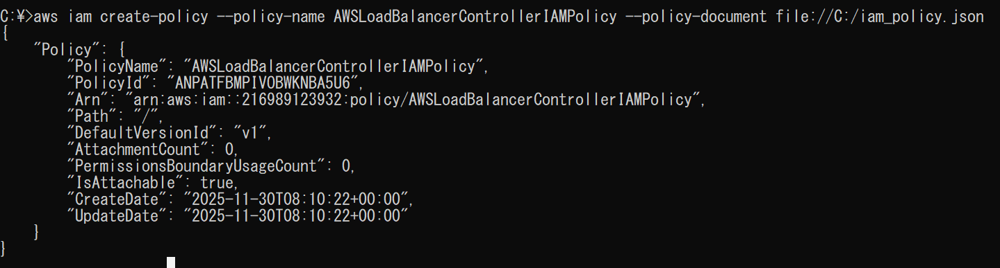 C:¥>aws iam create-policy --policy-name AWSLoadBalancerControllerIAMPolicy --policy-document file://C:/iam_policy.json
{
    "Policy": {
        "PolicyName": "AWSLoadBalancerControllerIAMPolicy",
        "PolicyId": "ANPATFBMPIVOBWKNBA5U6",
        "Arn": "arn:aws:iam::216989123932:policy/AWSLoadBalancerControllerIAMPolicy",
        "Path": "/",
        "DefaultVersionId": "v1",
        "AttachmentCount": 0,
        "PermissionsBoundaryUsageCount": 0,
        "IsAttachable": true,
        "CreateDate": "2025-11-30T08:10:22+00:00",
        "UpdateDate": "2025-11-30T08:10:22+00:00"
    }
}